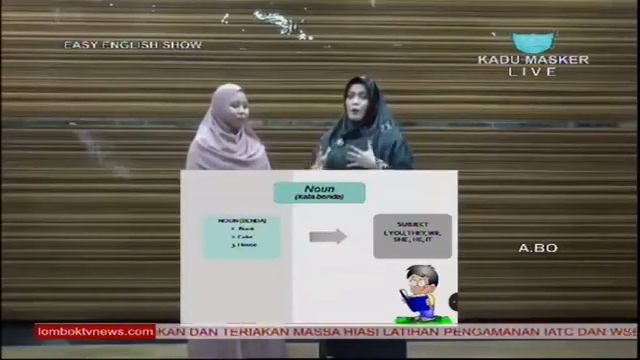 EASY ENGLISH SHOW
KADU MASKER
LIVE
Noun
(kata benda)
NOUN (BENDA)
1. Book
2. Cake
3. House
SUBJECT
I, YOU, THEY, WE,
SHE, HE, IT
A.BO
lomboktvnews.com
KAN DAN TERIAKAN MASSA HIASI LATIHAN PENGAMANAN IATC DAN WSB